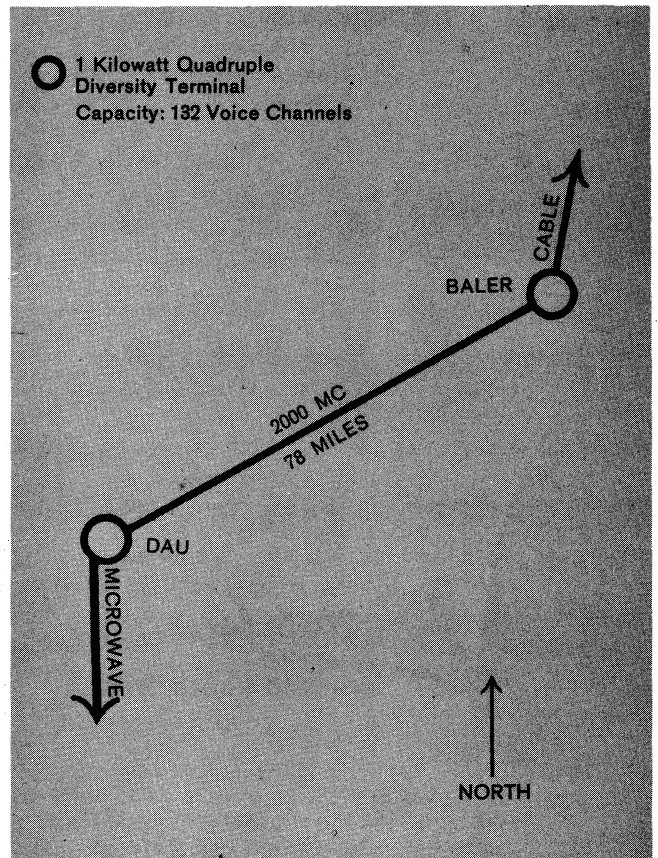 1 Kilowatt Quadruple
Diversity Terminal
Capacity: 132 Voice Channels
CABLE
BALER
2000 MC
78 MILES
DAU
MICROWAVE
NORTH